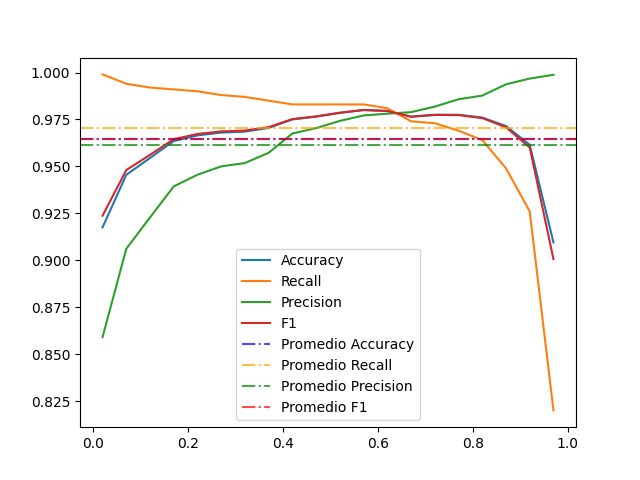 1.000
0.975
0.950
0.925
0.900
0.875
0.850
0.825
0.0 0.2 0.4 0.6 0.8 1.0
Accuracy
Recall
Precision
F1
Promedio Accuracy
Promedio Recall
Promedio Precision
Promedio F1